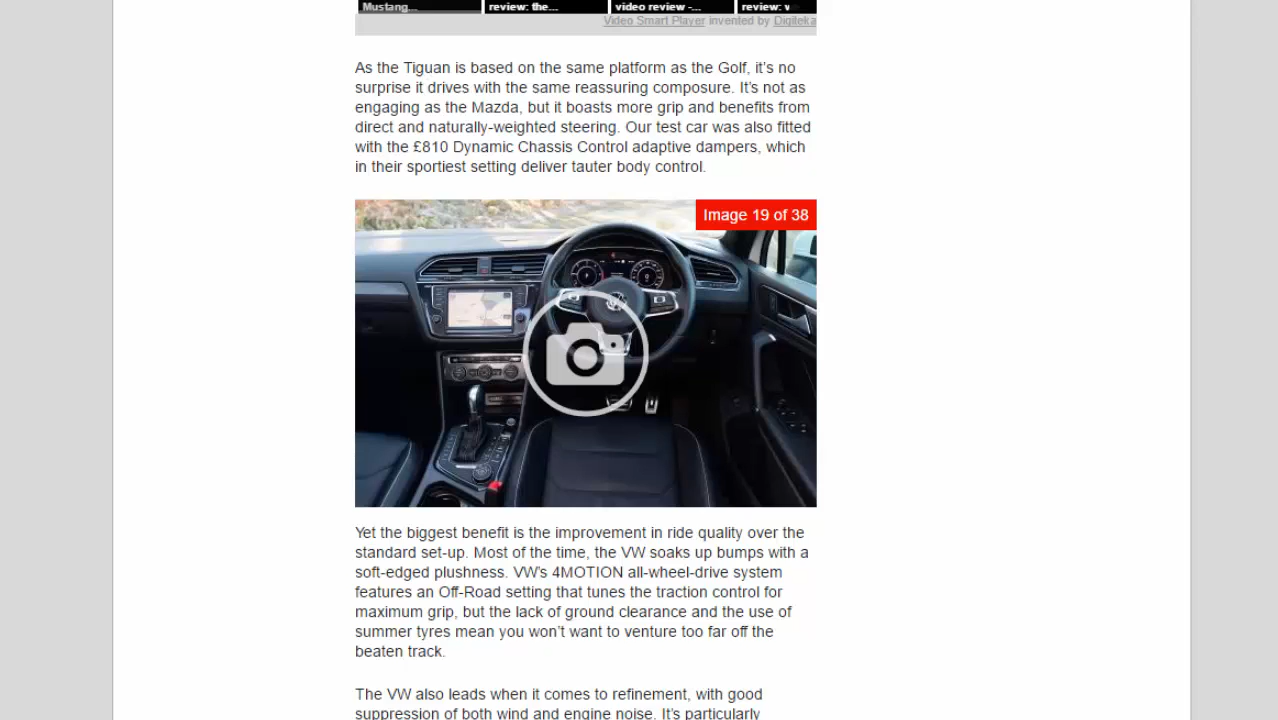 Mustang... review: the... video review -... review: v
Video Smart Player invented by Digiteka
As the Tiguan is based on the same platform as the Golf, it’s no
surprise it drives with the same reassuring composure. It’s not as
engaging as the Mazda, but it boasts more grip and benefits from
direct and naturally-weighted steering. Our test car was also fitted
with the £810 Dynamic Chassis Control adaptive dampers, which
in their sportiest setting deliver tauter body control.
Image 19 of 38
Yet the biggest benefit is the improvement in ride quality over the
standard set-up. Most of the time, the VW soaks up bumps with a
soft-edged plushness. VW’s 4MOTION all-wheel-drive system
features an Off-Road setting that tunes the traction control for
maximum grip, but the lack of ground clearance and the use of
summer tyres mean you won’t want to venture too far off the
beaten track.
The VW also leads when it comes to refinement, with good
suppression of both wind and engine noise. It’s particularly